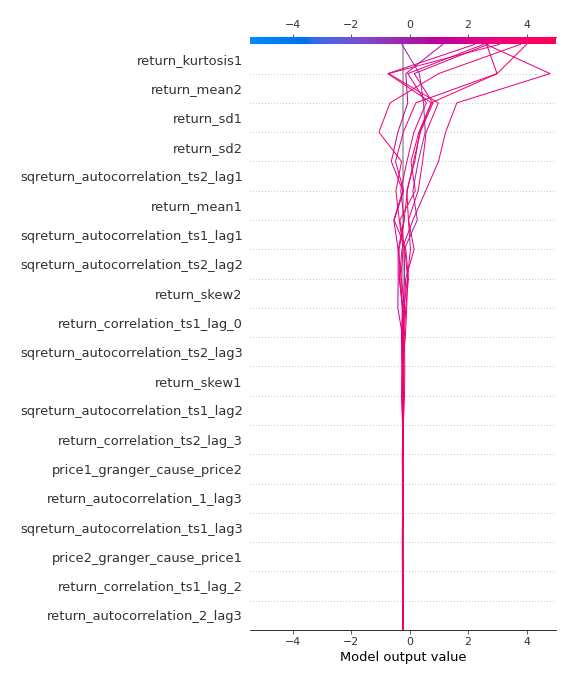 −4 −2 0 2 4
return_kurtosis1
return_mean2
return_sd1
return_sd2
sqreturn_autocorrelation_ts2_lag1
return_mean1
sqreturn_autocorrelation_ts1_lag1
sqreturn_autocorrelation_ts2_lag2
return_skew2
return_correlation_ts1_lag_0
sqreturn_autocorrelation_ts2_lag3
return_skew1
sqreturn_autocorrelation_ts1_lag2
return_correlation_ts2_lag_3
price1_granger_cause_price2
return_autocorrelation_1_lag3
sqreturn_autocorrelation_ts1_lag3
price2_granger_cause_price1
return_correlation_ts1_lag_2
return_autocorrelation_2_lag3
−4 −2 0 2 4
Model output value